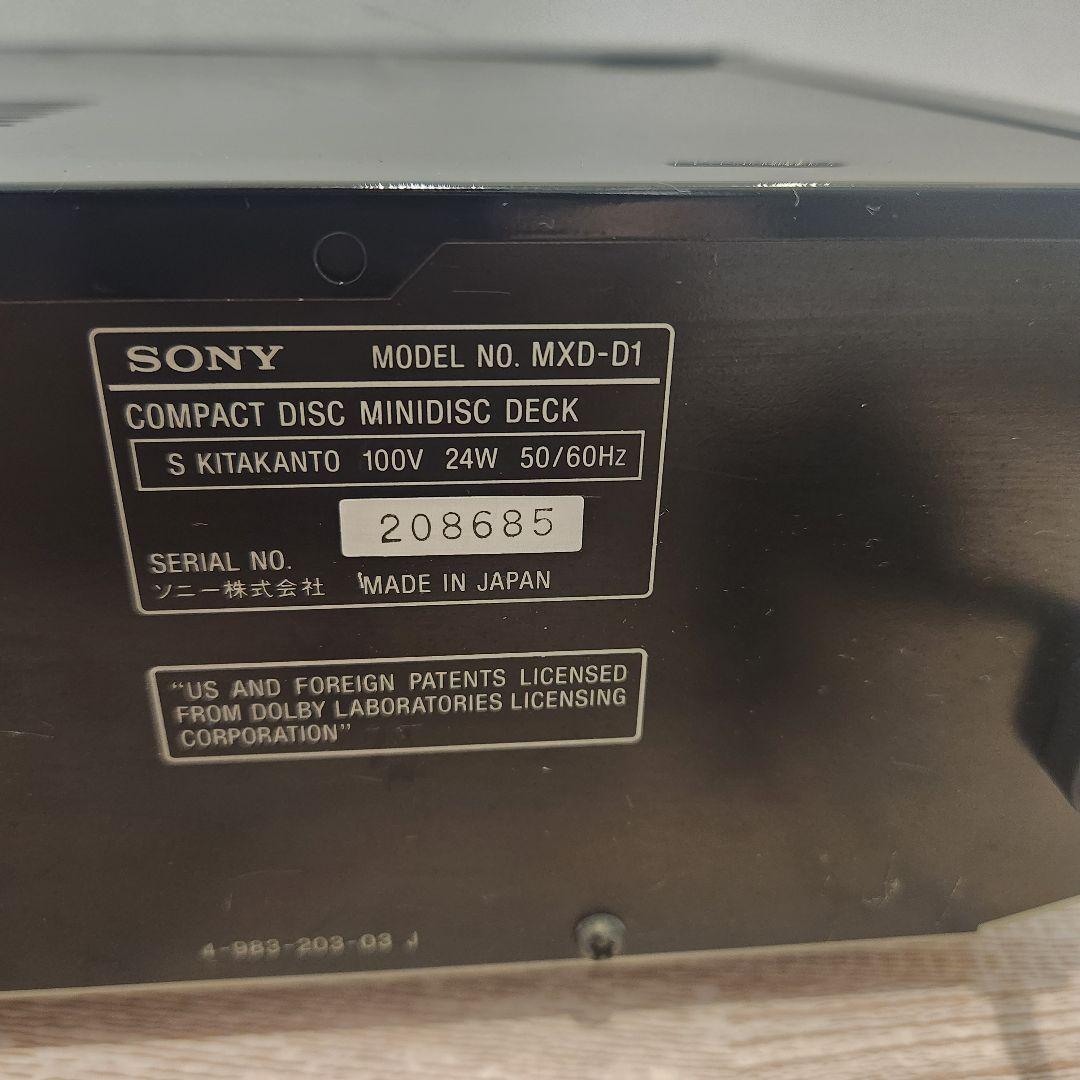 SONY MODEL NO. MXD-D1
COMPACT DISC MINIDISC DECK
S KITAKANTO 100V 24W 50/60Hz
208685
SERIAL NO.
ソニー株式会社 MADE IN JAPAN
"US AND FOREIGN PATENTS LICENSED
FROM DOLBY LABORATORIES LICENSING
CORPORATION"
4-983-203-03 J